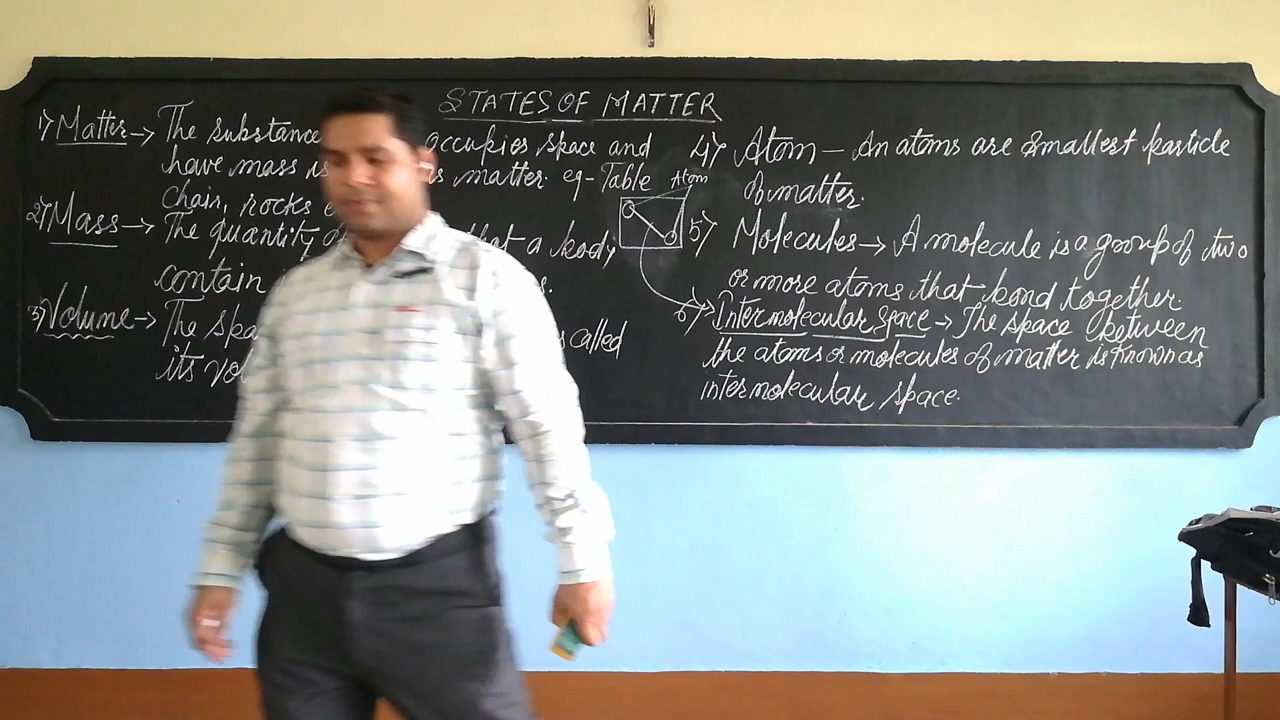 STATES OF MATTER
1) Matter → The substance occupies space and
have mass is as matter. eg - Table
chair, rocks
2) Mass → The quantity that a body
contain
3) Volume → The spa called
its vol
Atom
4) Atom - An atoms are smallest particle
of matter.
5) Molecules → A molecule is a group of two
or more atoms that bond together.
6) Intermolecular space → The space between
the atoms or molecules of matter is known as
intermolecular space.